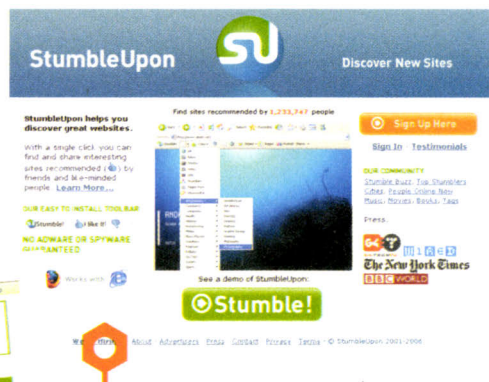 StumbleUpon
SU
Discover New Sites
StumbleUpon helps you
discover great websites.
With a single click you can
find and share interesting
sites recommended ( ) by
friends and like-minded
people. Learn More...
OUR EASY TO INSTALL TOOLBAR
Stumble! I like it!
NO ADWARE OR SPYWARE
GUARANTEED
Works with
Find sites recommended by 1,233,747 people
See a demo of StumbleUpon:
Stumble!
Sign Up Here
Sign In - Testimonials
OUR COMMUNITY
Stumble Buzz, Top Stumblers
Cities, People Online Now
Music, Movies, Books, Tags
Press:
WIRED
The New York Times
BBC WORLD
About Advertisers Press Contact Privacy Terms - © StumbleUpon 2001-2006